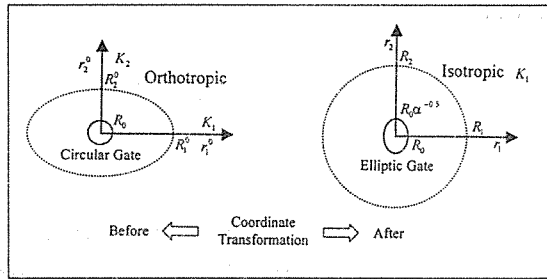 r₂⁰ K₂
R₂⁰ Orthotropic
R₀
K₁
Circular Gate R₁⁰ r₁⁰
r₂ Isotropic K₁
R₂
R₀α⁻⁰·⁵
R₀ R₁
Elliptic Gate r₁
Before Coordinate Transformation After